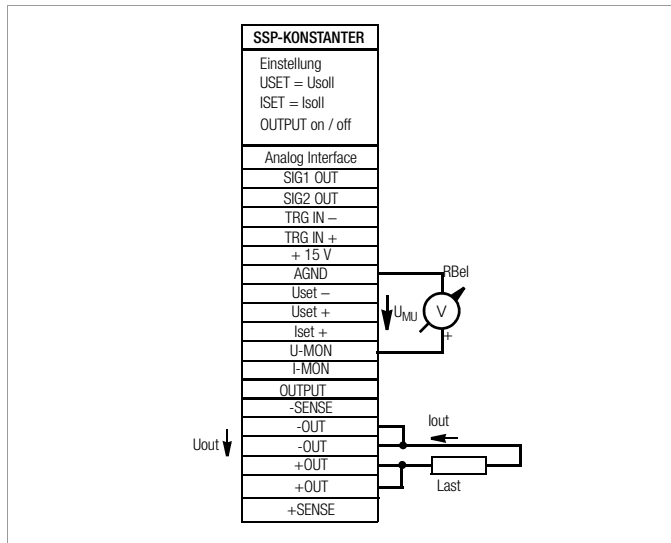 SSP-KONSTANTER
Einstellung
USET = Usoll
ISET = Isoll
OUTPUT on / off
Analog Interface
SIG1 OUT
SIG2 OUT
TRG IN –
TRG IN +
+ 15 V
AGND
RBel
Uset –
Uset +
UMU
V
Iset +
+
U-MON
I-MON
OUTPUT
-SENSE
-OUT
Iout
Uout
-OUT
+OUT
+OUT
Last
+SENSE